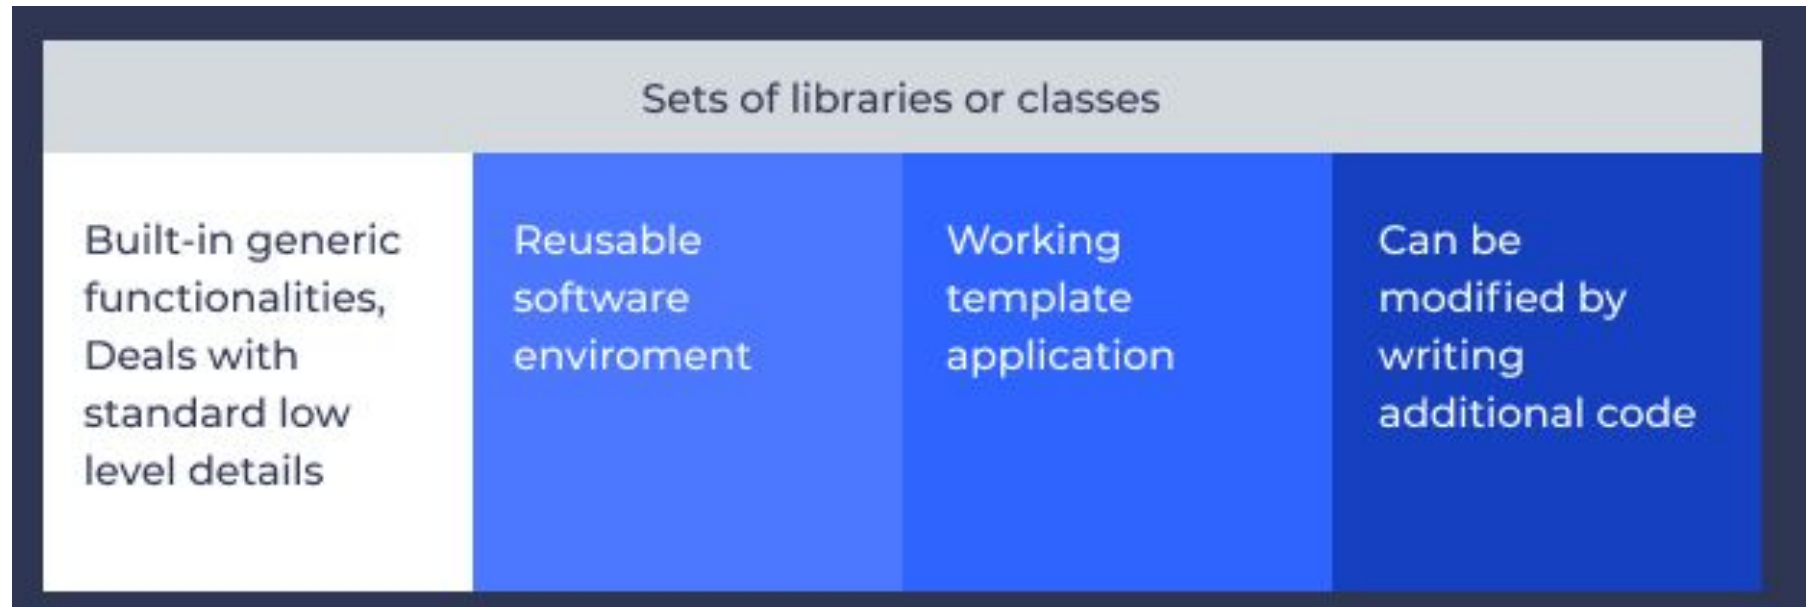 Sets of libraries or classes
Built-in generic
functionalities,
Deals with
standard low
level details
Reusable
software
enviroment
Working
template
application
Can be
modified by
writing
additional code